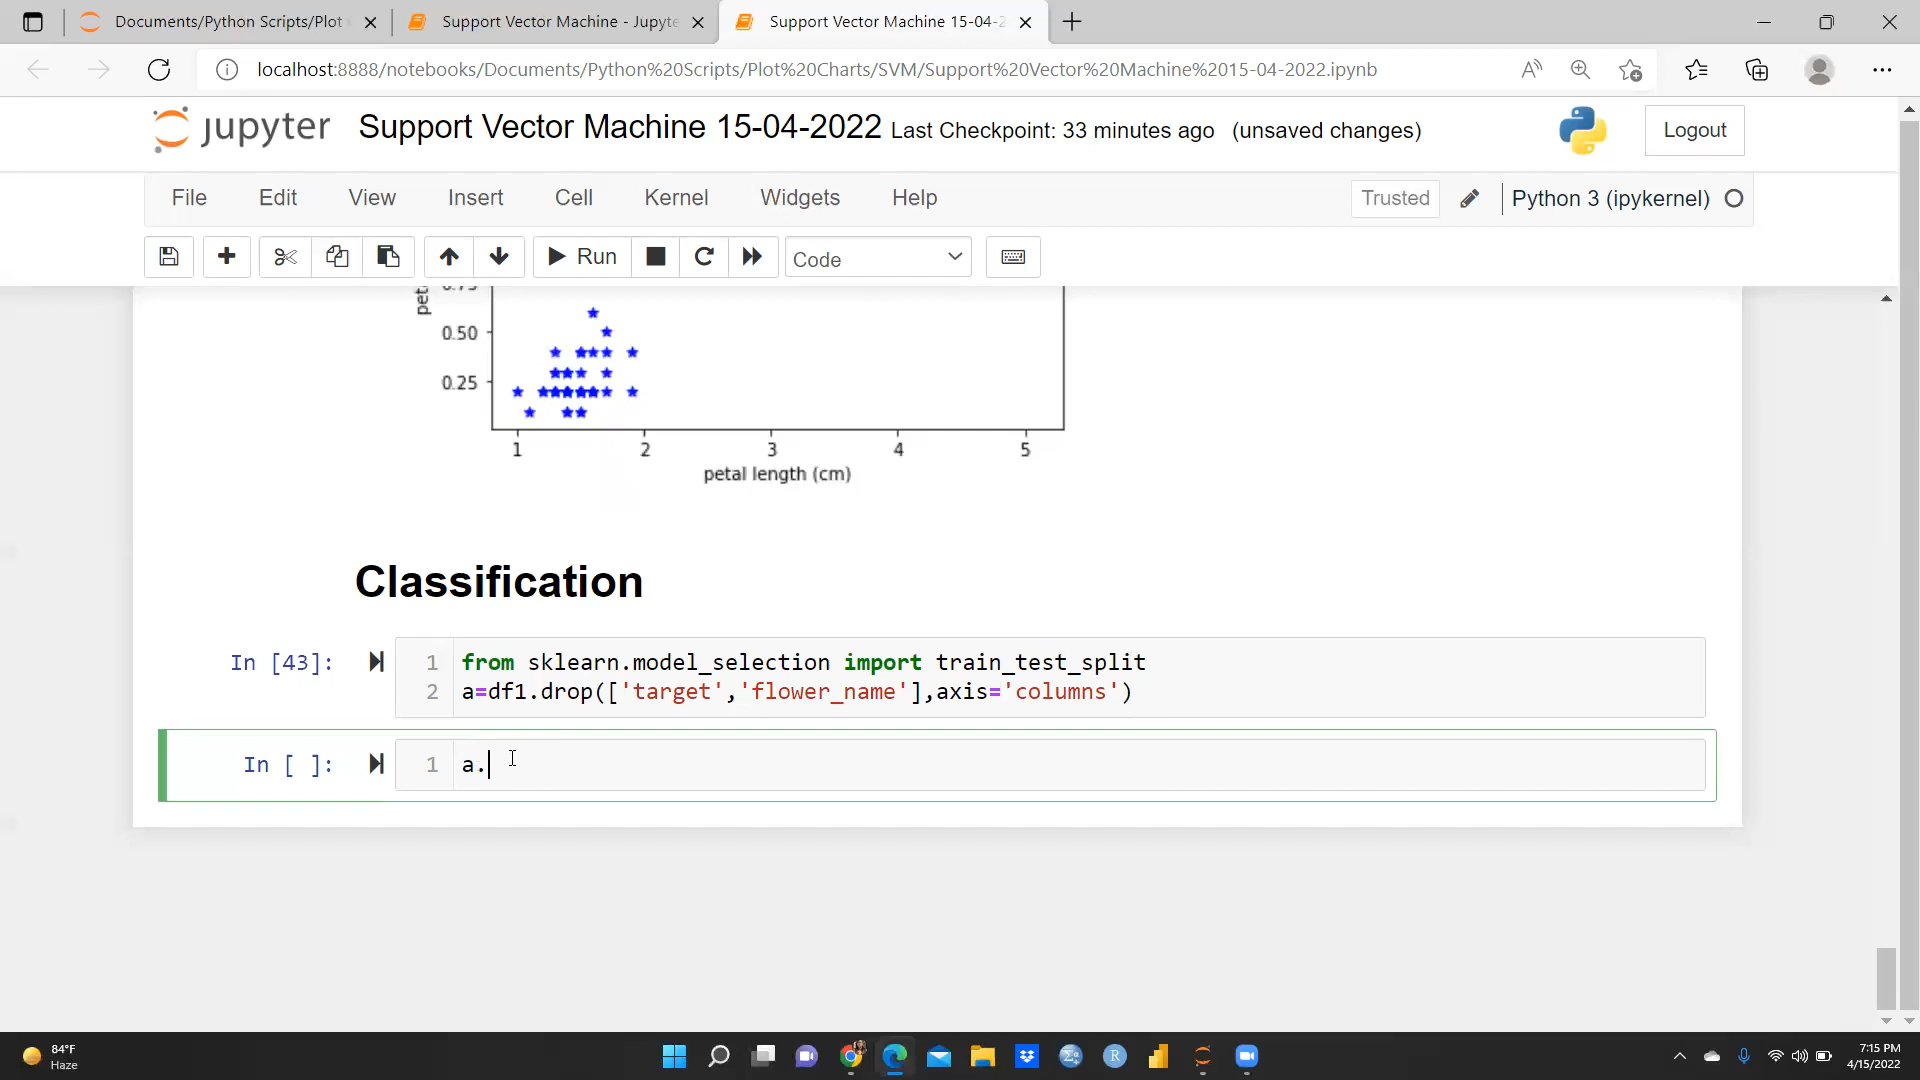 Documents/Python Scripts/Plot
Support Vector Machine - Jupyte
Support Vector Machine 15-04-2
localhost:8888/notebooks/Documents/Python%20Scripts/Plot%20Charts/SVM/Support%20Vector%20Machine%2015-04-2022.ipynb
jupyter Support Vector Machine 15-04-2022 Last Checkpoint: 33 minutes ago (unsaved changes)
Logout
File Edit View Insert Cell Kernel Widgets Help
Trusted Python 3 (ipykernel)
Run Code
0.75
pet
0.50
0.25
1 2 3 4 5
petal length (cm)
Classification
In [43]: 1 from sklearn.model_selection import train_test_split
2 a=df1.drop(['target','flower_name'],axis='columns')
In [ ]: 1 a.
84°F
Haze
7:15 PM
4/15/2022